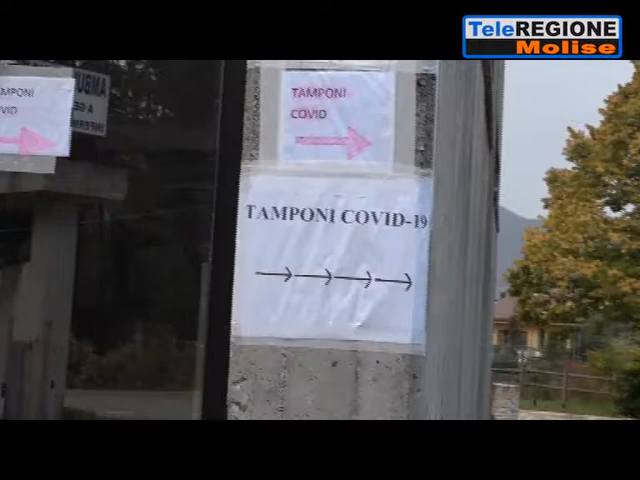 TeleREGIONE
Molise
TAMPONI
COVID
TAMPONI
COVID
TAMPONI COVID-19